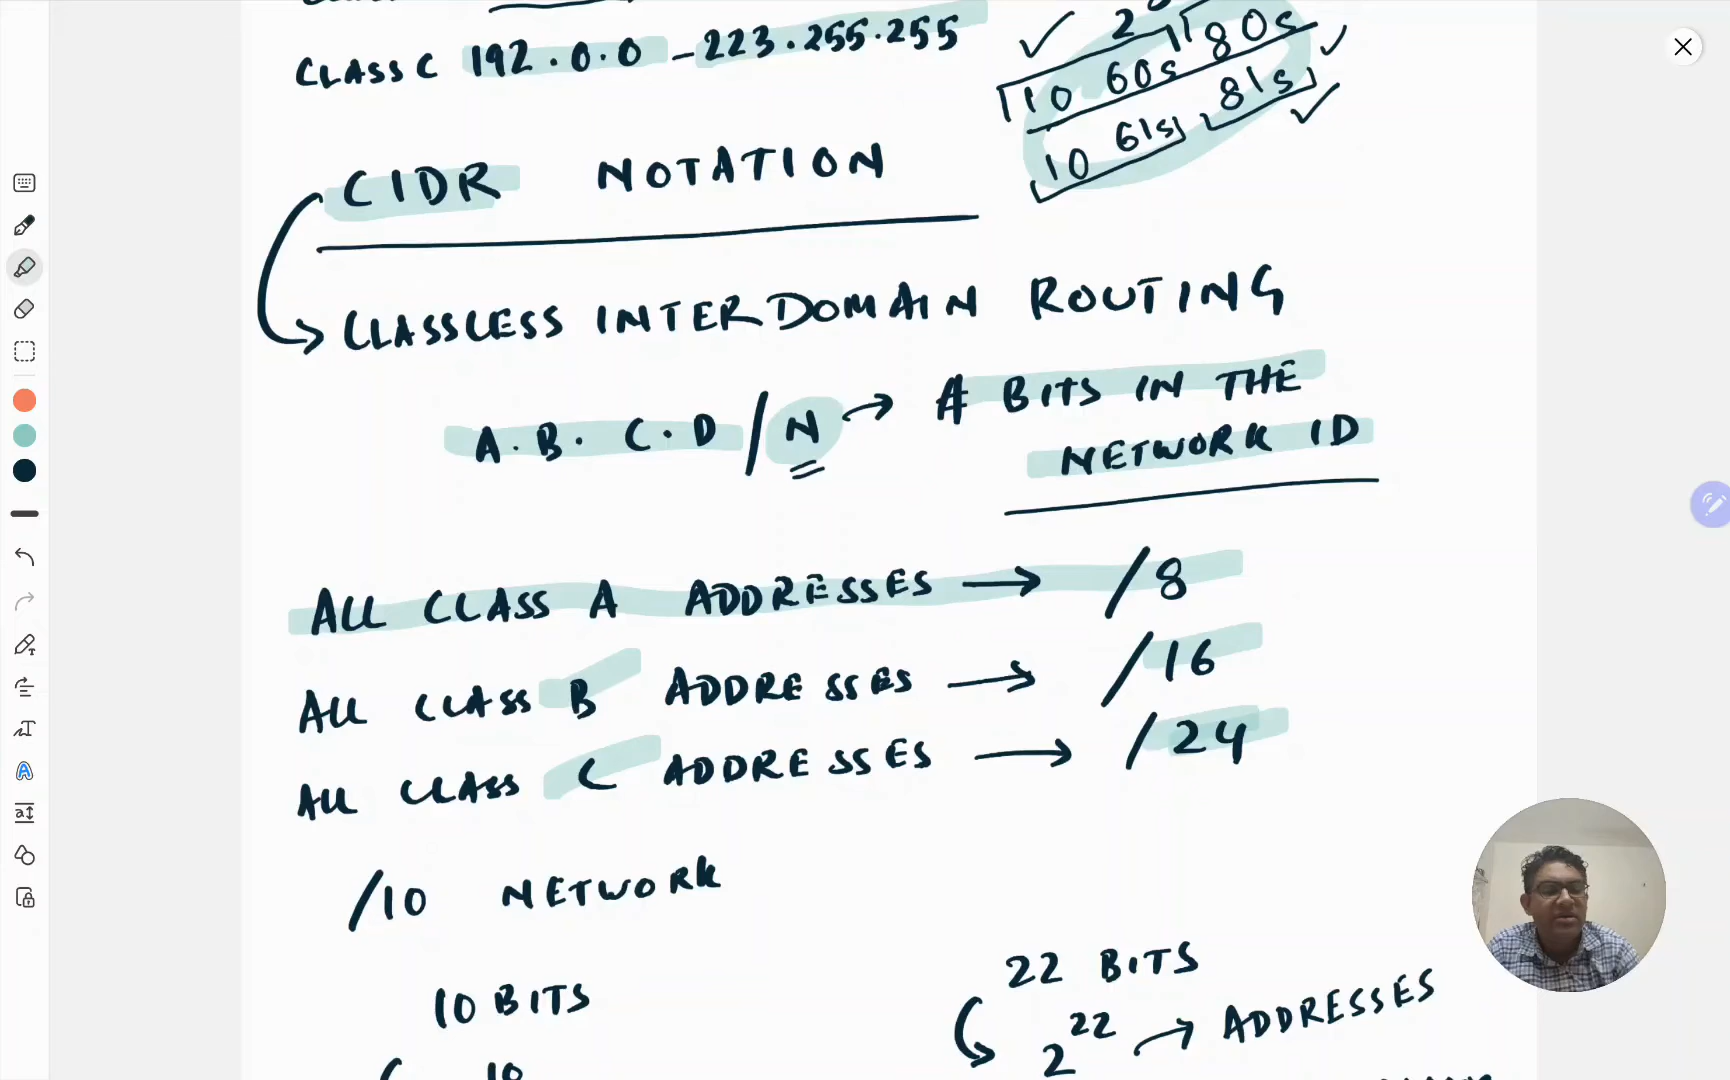 CLASS C 192.0.0 - 223.255.255
10 60s 80s
10 61s 81s
CIDR NOTATION
CLASSLESS INTERDOMAIN ROUTING
A.B.C.D / N → # BITS IN THE
NETWORK ID
ALL CLASS A ADDRESSES → /8
ALL CLASS B ADDRESSES → /16
ALL CLASS C ADDRESSES → /24
/10 NETWORK
22 BITS
10 BITS
2^22 → ADDRESSES
10